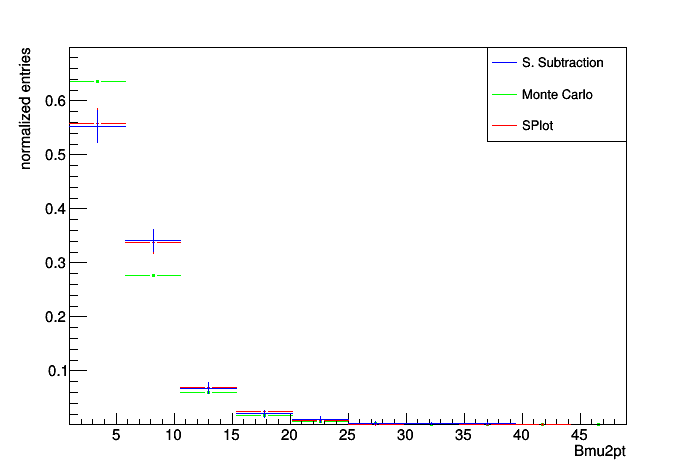 normalized entries
S. Subtraction
Monte Carlo
SPlot
0.6
0.5
0.4
0.3
0.2
0.1
5 10 15 20 25 30 35 40 45
Bmu2pt